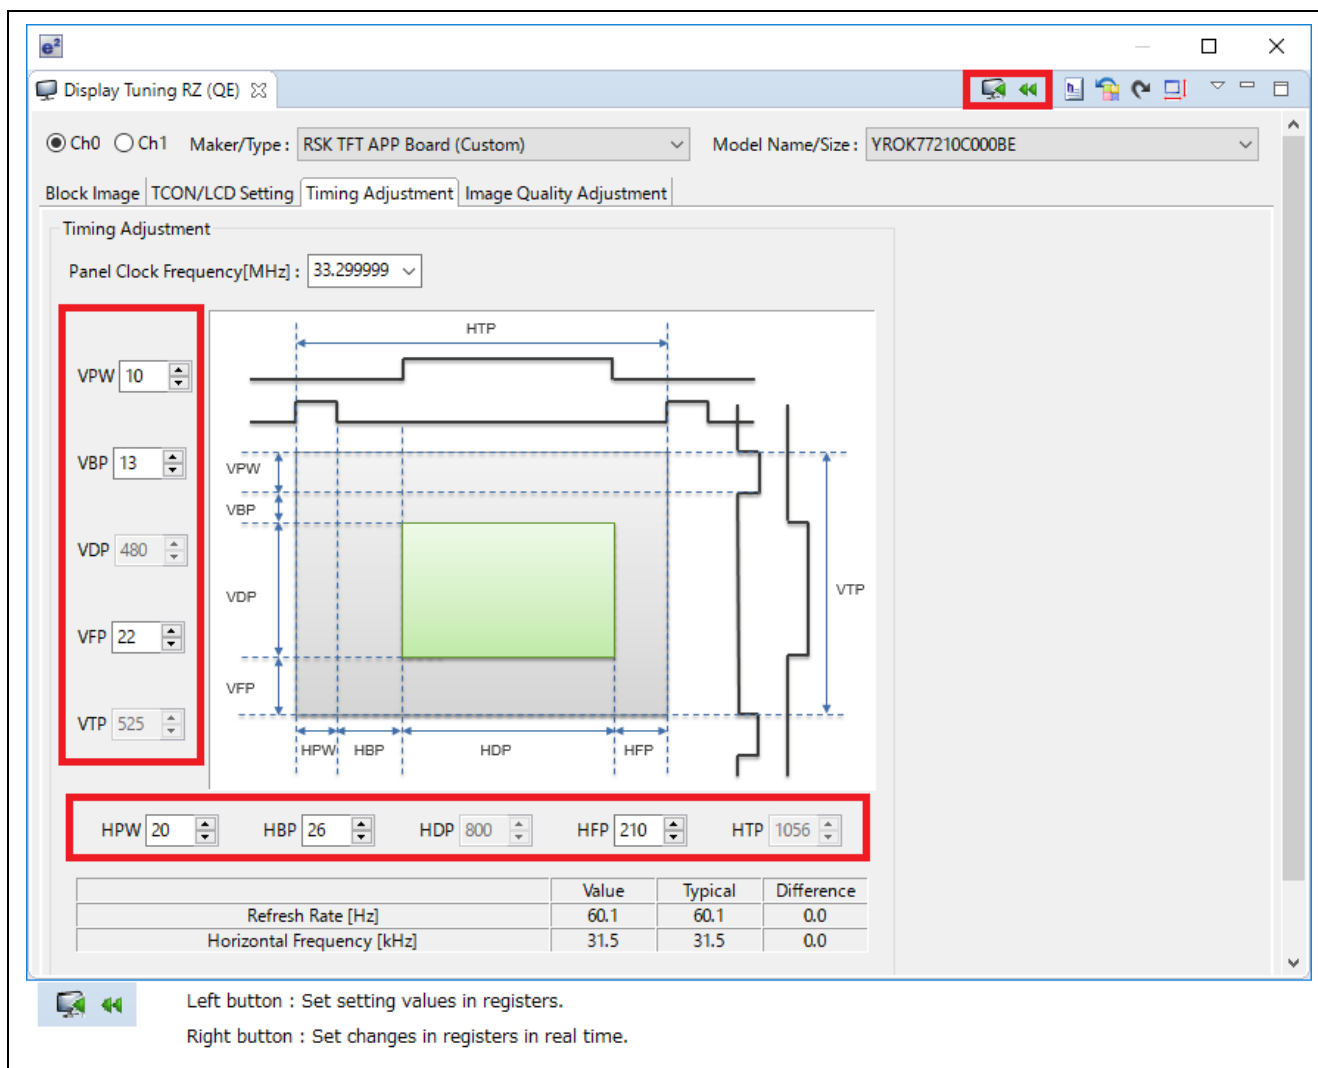 e²
Display Tuning RZ (QE)
Ch0 Ch1 Maker/Type : RSK TFT APP Board (Custom) Model Name/Size : YROK77210C000BE
Block Image TCON/LCD Setting Timing Adjustment Image Quality Adjustment
Timing Adjustment
Panel Clock Frequency[MHz] : 33.299999
HTP
VPW 10
VBP 13
VPW
VBP
VDP 480
VDP
VTP
VFP 22
VFP
VTP 525
HPW HBP HDP HFP
HPW 20 HBP 26 HDP 800 HFP 210 HTP 1056
Value Typical Difference
Refresh Rate [Hz] 60.1 60.1 0.0
Horizontal Frequency [kHz] 31.5 31.5 0.0
Left button : Set setting values in registers.
Right button : Set changes in registers in real time.